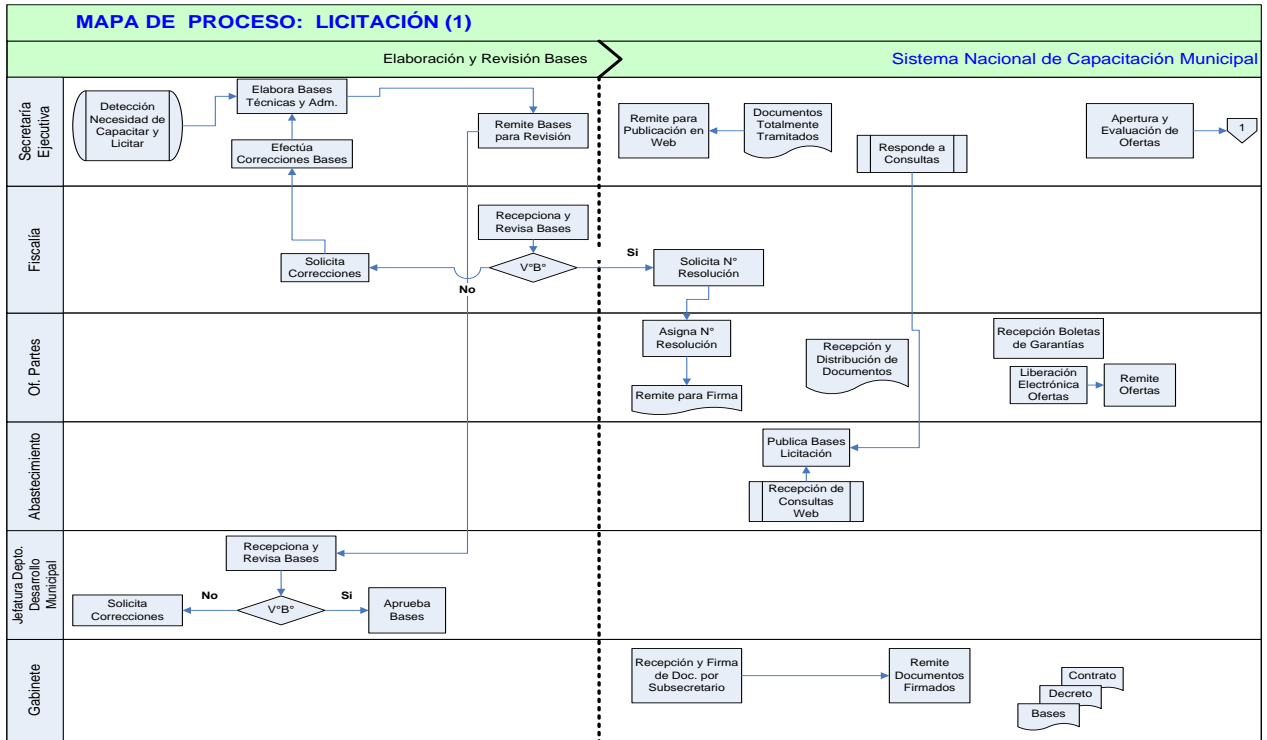 MAPA DE PROCESO: LICITACIÓN (1)
Elaboración y Revisión Bases
Sistema Nacional de Capacitación Municipal
Secretaría
Ejecutiva
Detección
Necesidad de
Capacitar y
Licitar
Elabora Bases
Técnicas y Adm.
Efectúa
Correcciones Bases
Remite Bases
para Revisión
Remite para
Publicación en
Web
Documentos
Totalmente
Tramitados
Responde a
Consultas
Apertura y
Evaluación de
Ofertas
1
Fiscalía
Solicita
Correcciones
Recepciona y
Revisa Bases
V°B°
No
Si
Solicita N°
Resolución
Of. Partes
Asigna N°
Resolución
Remite para Firma
Recepción y
Distribución de
Documentos
Recepción Boletas
de Garantías
Liberación
Electrónica
Ofertas
Remite
Ofertas
Abastecimiento
Publica Bases
Licitación
Recepción de
Consultas
Web
Jefatura Depto.
Desarrollo
Municipal
Recepciona y
Revisa Bases
Solicita
Correcciones
No
V°B°
Si
Aprueba
Bases
Gabinete
Recepción y Firma
de Doc. por
Subsecretario
Remite
Documentos
Firmados
Contrato
Decreto
Bases